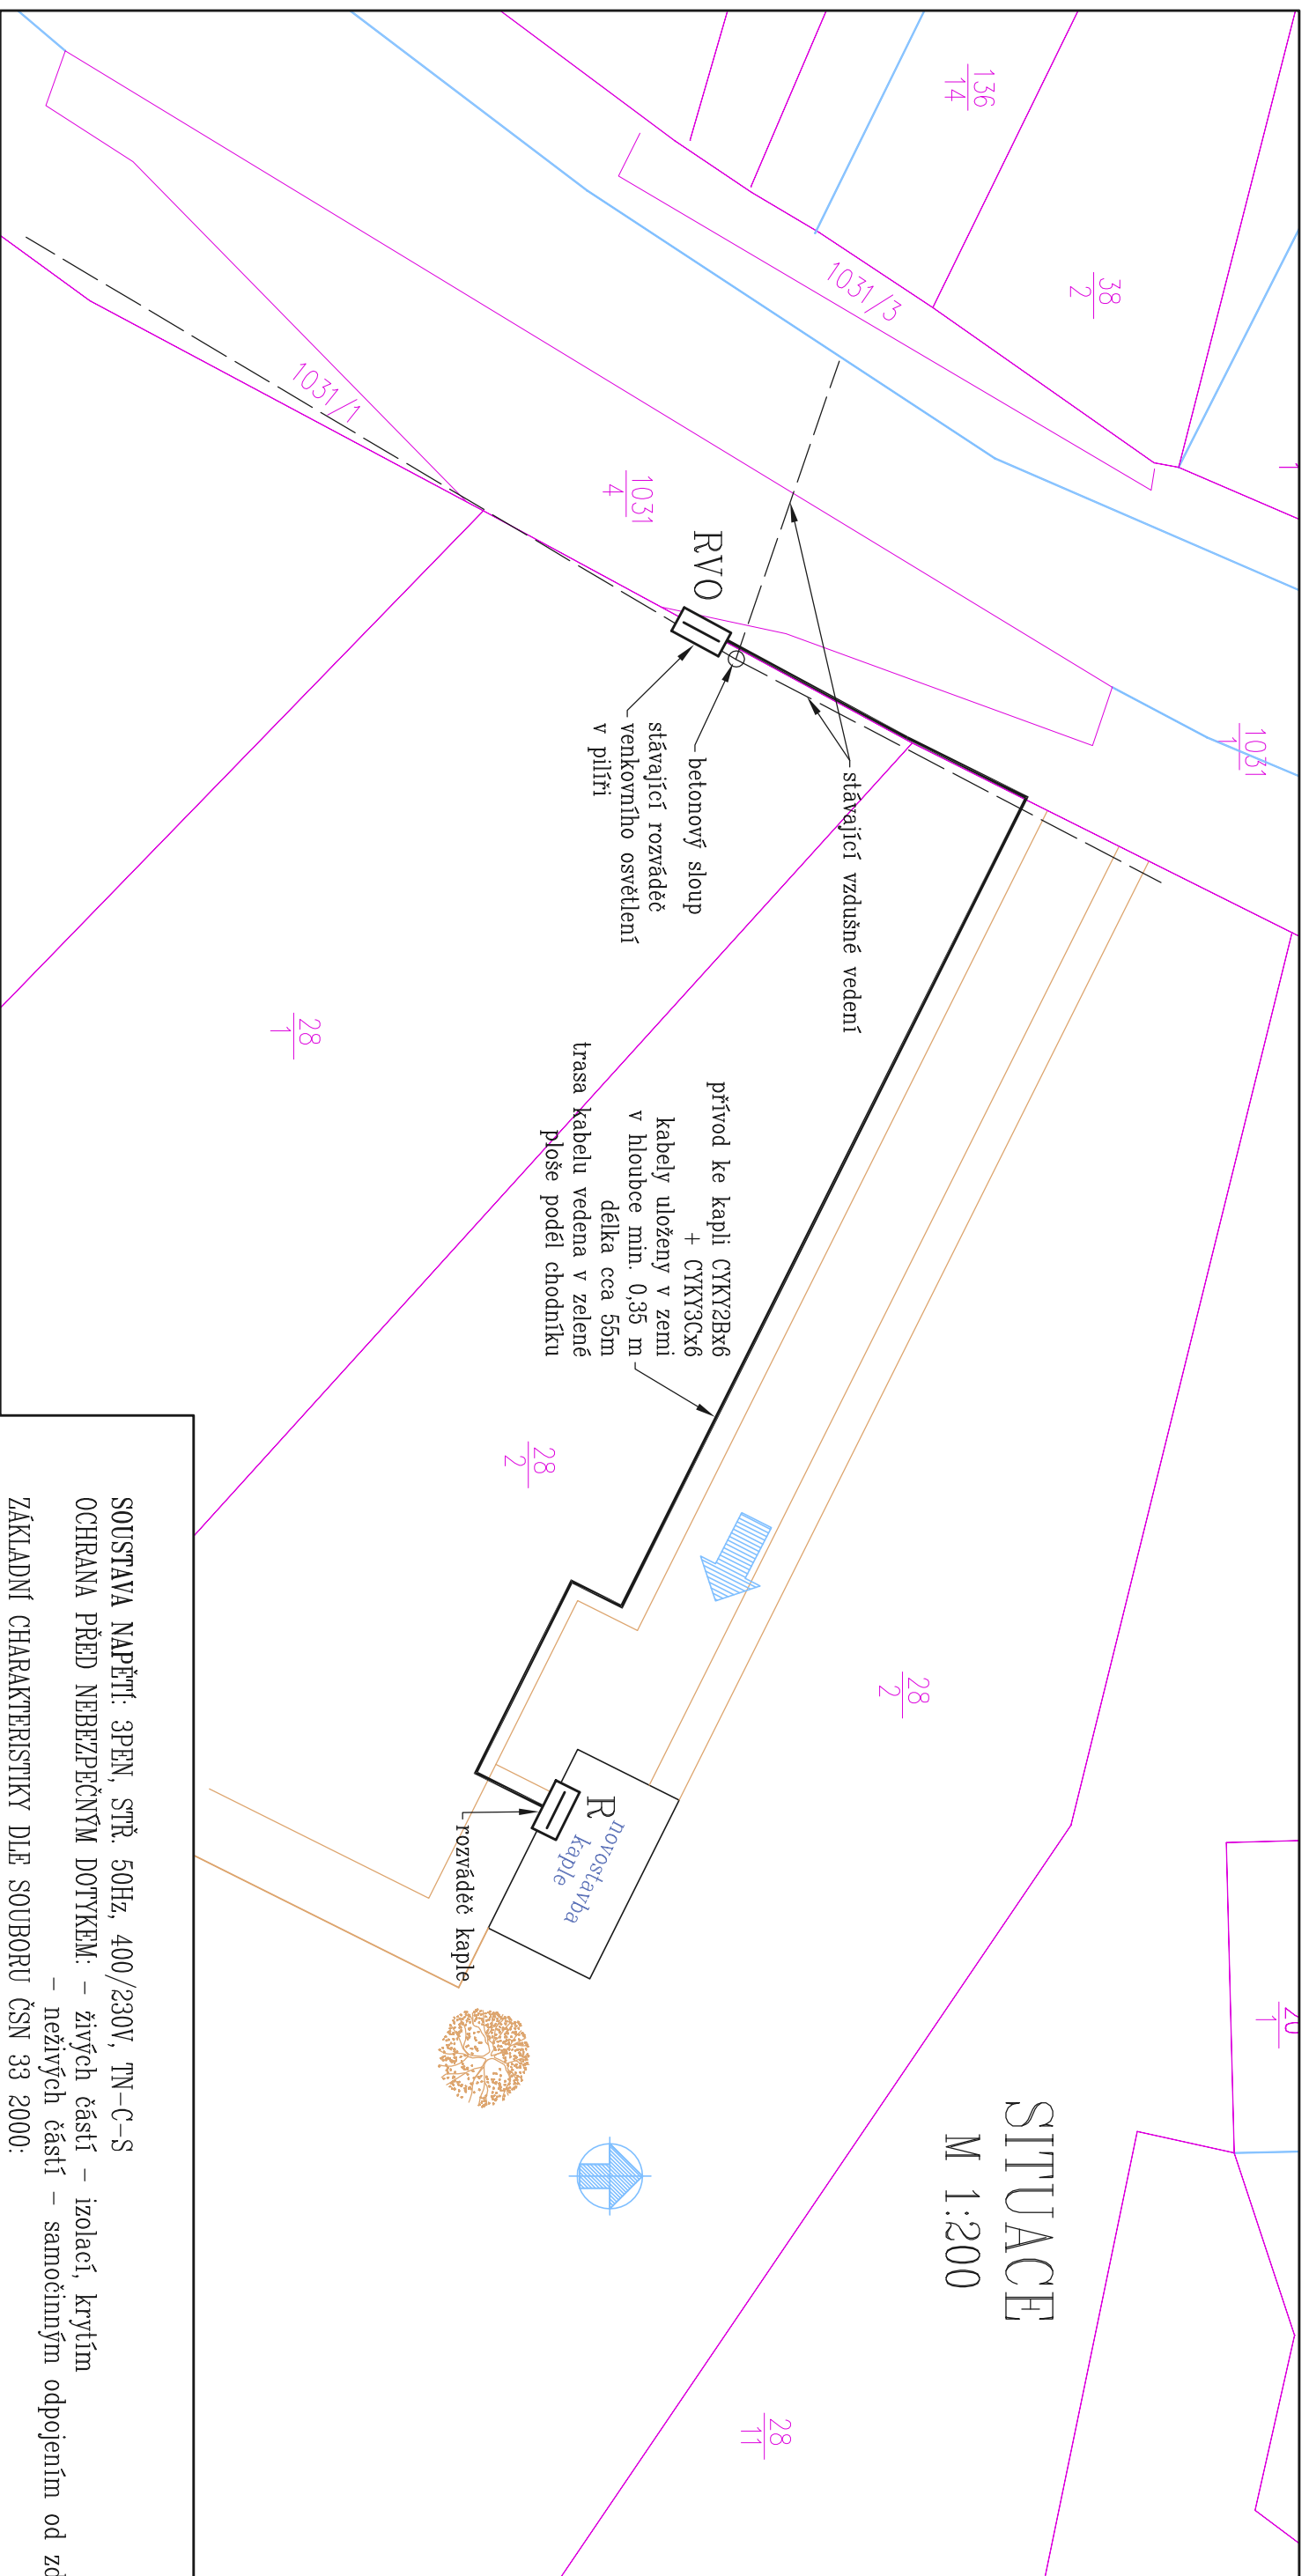 SITUACE
M 1:200
136
14
38
2
1031/3
1031/1
1031
4
1031
1
1
RVO
stávající vzdušné vedení
betonový sloup
stávající rozváděč
venkovního osvětlení
v pilíři
28
1
přívod ke kapli CYKY2Bx6
+ CYKY3Cx6
kabely uloženy v zemi
v hloubce min. 0,35 m
délka cca 55m
trasa kabelu vedena v zelené
ploše podél chodníku
28
2
28
2
R
novostavba
kaple
rozváděč kaple
1
28
11
SOUSTAVA NAPĚTÍ: 3PEN, STŘ. 50Hz, 400/230V, TN-C-S
OCHRANA PŘED NEBEZPEČNÝM DOTYKEM: - živých částí - izolací, krytím
- neživých částí - samočinným odpojením od
ZÁKLADNÍ CHARAKTERISTIKY DLE SOUBORU ČSN 33 2000: